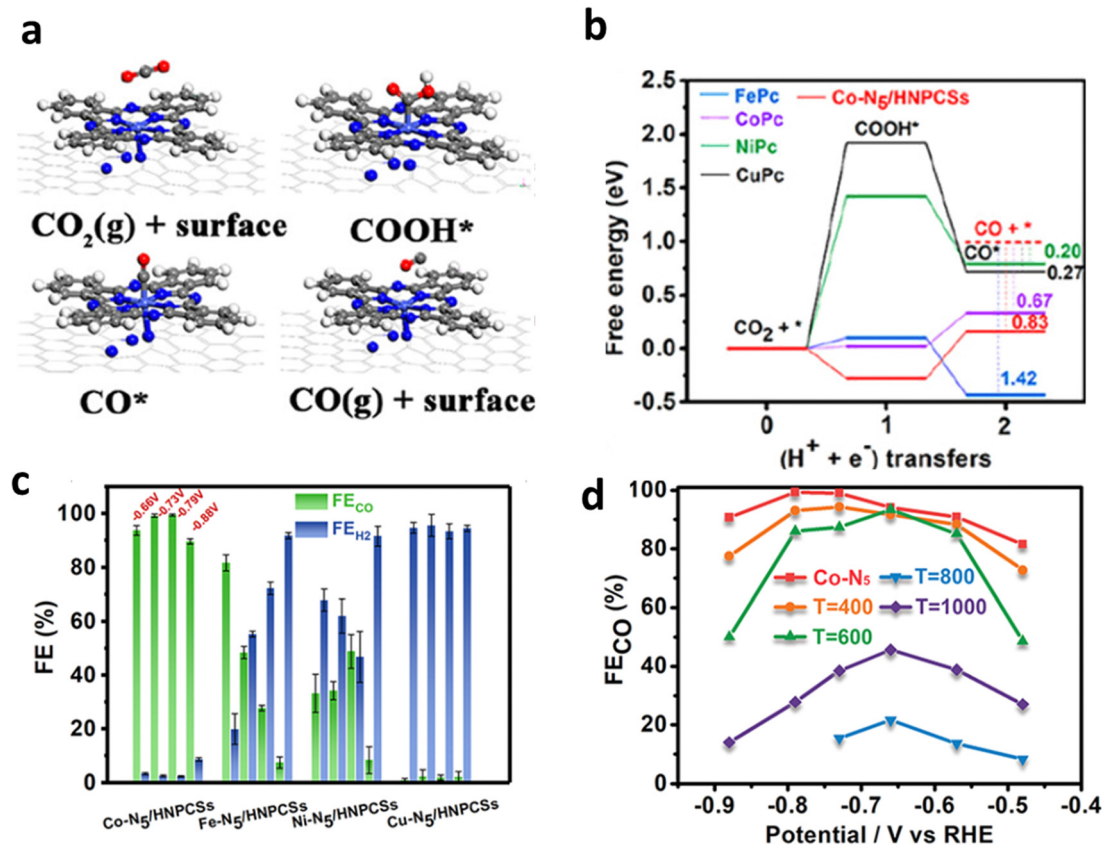 a
CO₂(g) + surface
COOH*
CO*
CO(g) + surface
b
Free energy (eV)
2.5
2.0
1.5
1.0
0.5
0.0
-0.5
FePc
CoPc
NiPc
CuPc
Co-N₅/HNPCSs
COOH*
CO₂ + *
CO + *
CO*
0.20
0.27
0.67
0.83
1.42
0
1
2
(H⁺ + e⁻) transfers
c
FE (%)
100
80
60
40
20
0
-0.66V
-0.73V
-0.79V
-0.88V
FE_CO
FE_H2
Co-N₅/HNPCSs
Fe-N₅/HNPCSs
Ni-N₅/HNPCSs
Cu-N₅/HNPCSs
d
FE_CO (%)
100
80
60
40
20
0
Co-N₅
T=400
T=600
T=800
T=1000
-0.9
-0.8
-0.7
-0.6
-0.5
-0.4
Potential / V vs RHE